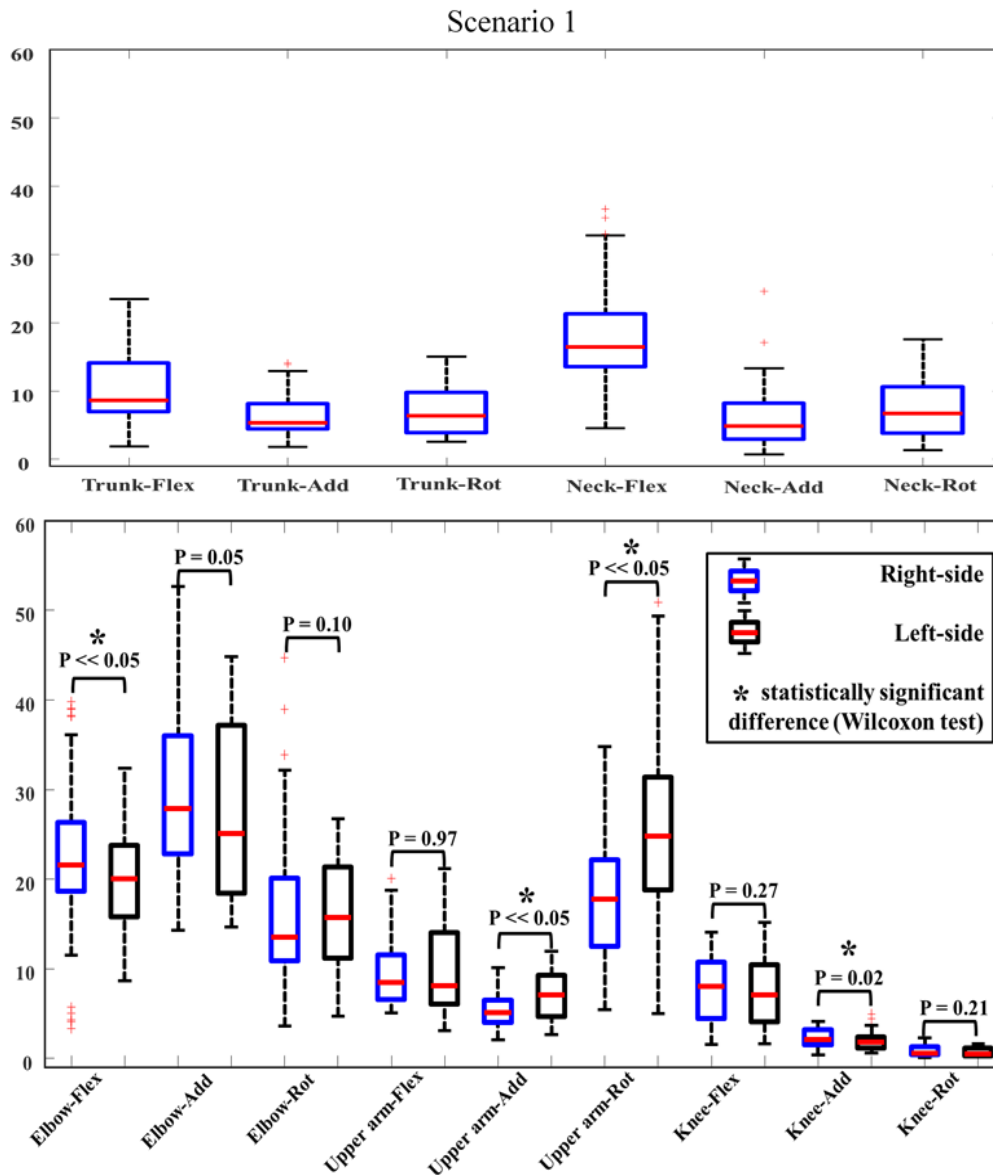 Scenario 1
60
50
40
30
20
10
0
Trunk-Flex Trunk-Add Trunk-Rot Neck-Flex Neck-Add Neck-Rot
60
50
40
30
20
10
0
*
P << 0.05
P = 0.05
P = 0.10
P = 0.97
*
P << 0.05
*
P << 0.05
P = 0.27
*
P = 0.02
P = 0.21
Right-side
Left-side
* statistically significant
difference (Wilcoxon test)
Elbow-Flex
Elbow-Add
Elbow-Rot
Upper arm-Flex
Upper arm-Add
Upper arm-Rot
Knee-Flex
Knee-Add
Knee-Rot